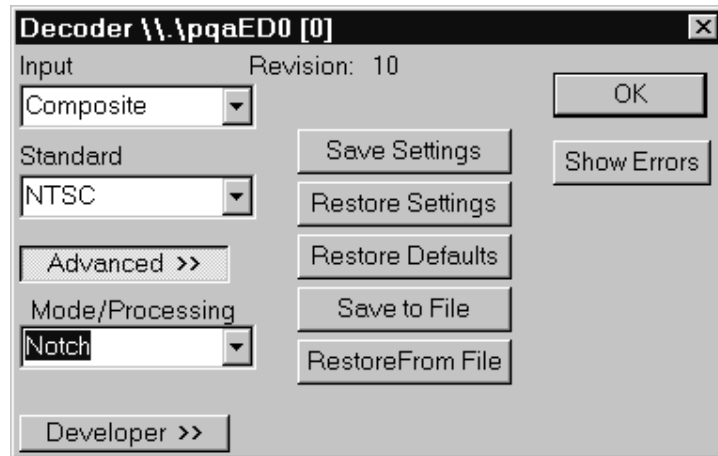 Decoder \\.\pqaED0 [0]
Input
Revision: 10
Composite
OK
Standard
Save Settings
Show Errors
NTSC
Restore Settings
Advanced >>
Restore Defaults
Mode/Processing
Save to File
Notch
RestoreFrom File
Developer >>